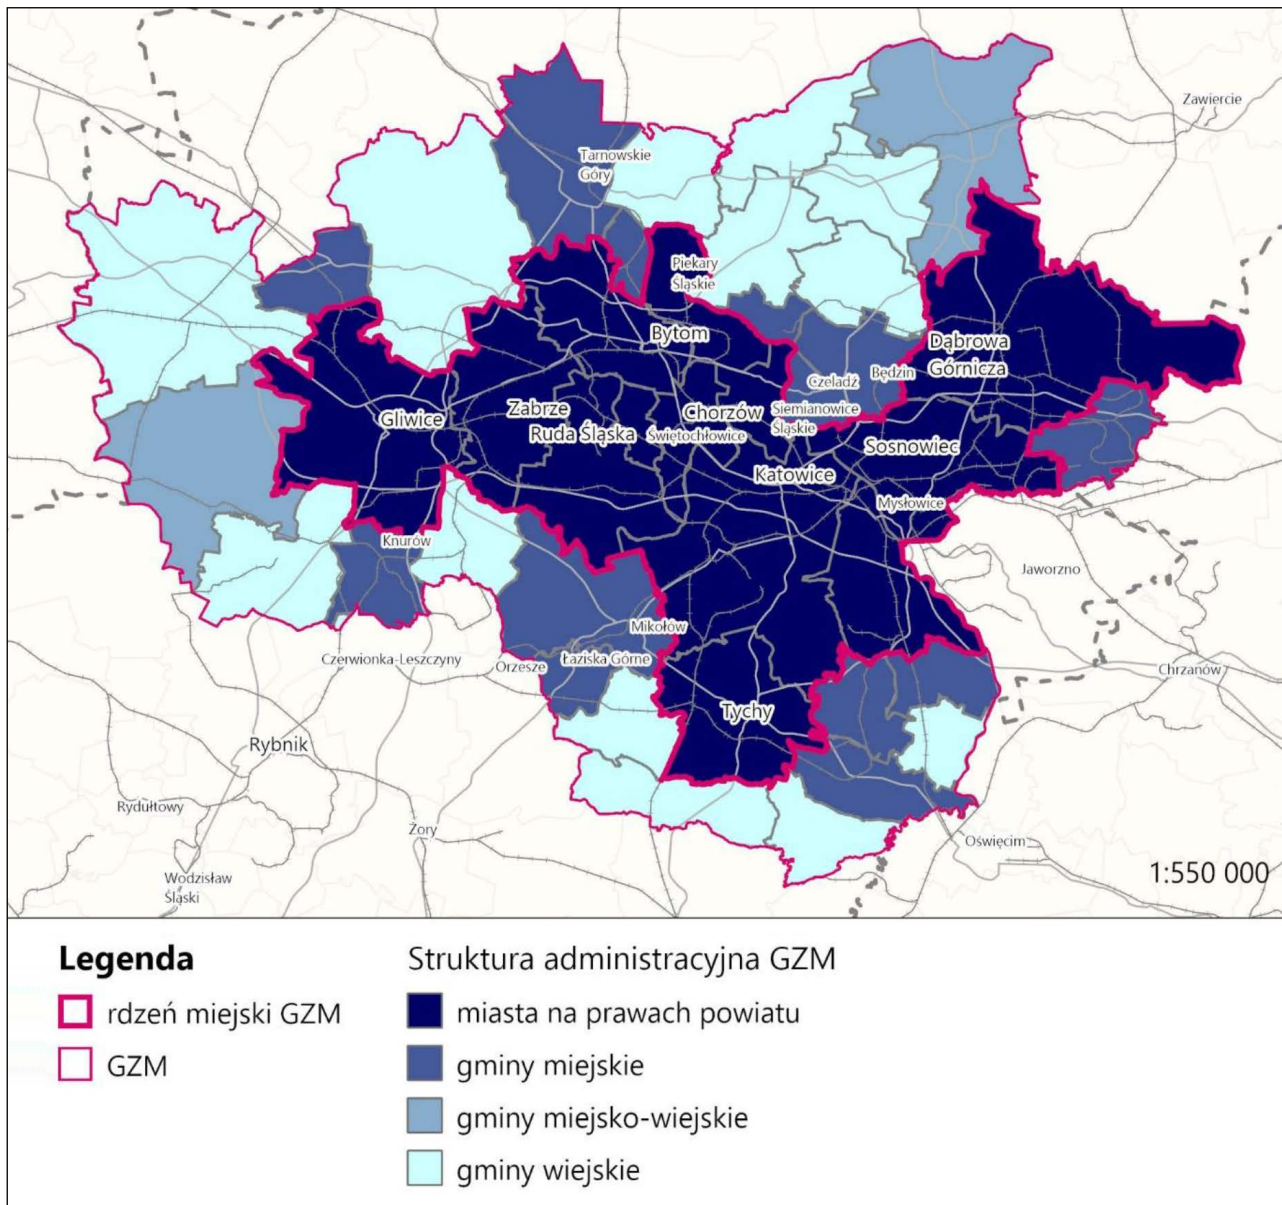 Zawiercie
Tarnowskie
Góry
Piekary
Śląskie
Bytom
Dąbrowa
Górnicza
Czeladź
Będzin
Gliwice
Zabrze
Chorzów
Siemianowice
Śląskie
Ruda Śląska
Świętochłowice
Sosnowiec
Katowice
Mysłowice
Knurów
Jaworzno
Mikołów
Czerwionka-Leszczyny
Orzesze
Łaziska Górne
Chrzanów
Tychy
Rybnik
Rydułtowy
Żory
Oświęcim
Wodzisław
Śląski
1:550 000
Legenda
rdzeń miejski GZM
GZM
Struktura administracyjna GZM
miasta na prawach powiatu
gminy miejskie
gminy miejsko-wiejskie
gminy wiejskie